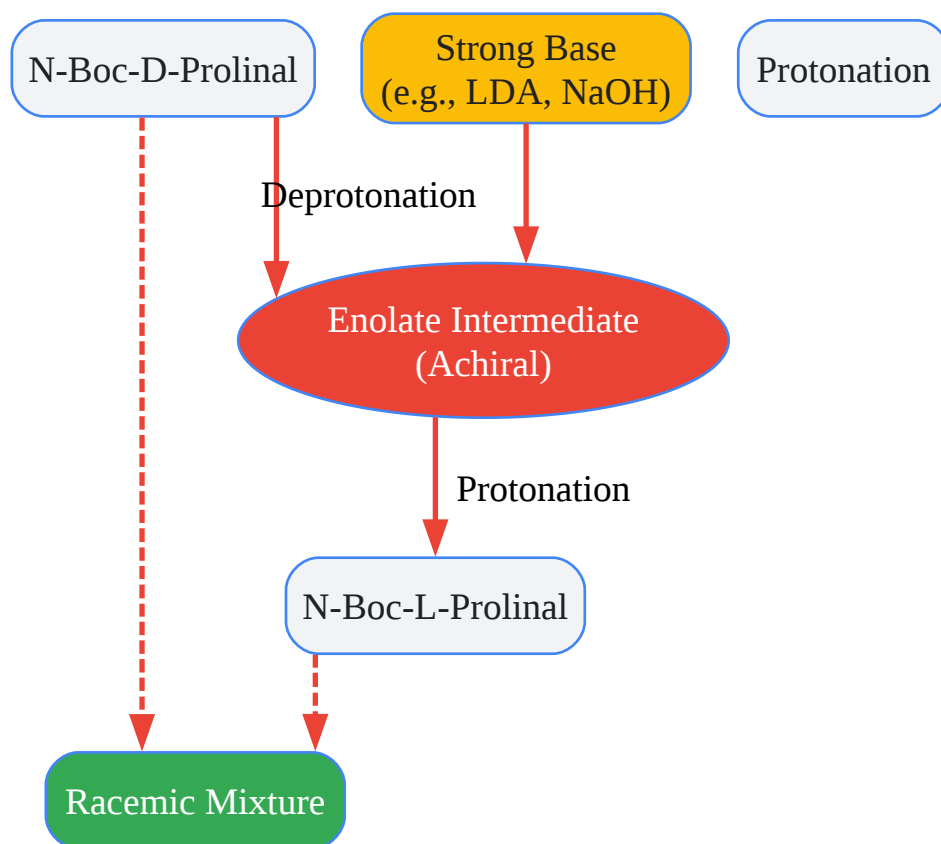 N-Boc-D-Prolinal
Strong Base
(e.g., LDA, NaOH)
Protonation
Deprotonation
Enolate Intermediate
(Achiral)
Protonation
N-Boc-L-Prolinal
Racemic Mixture